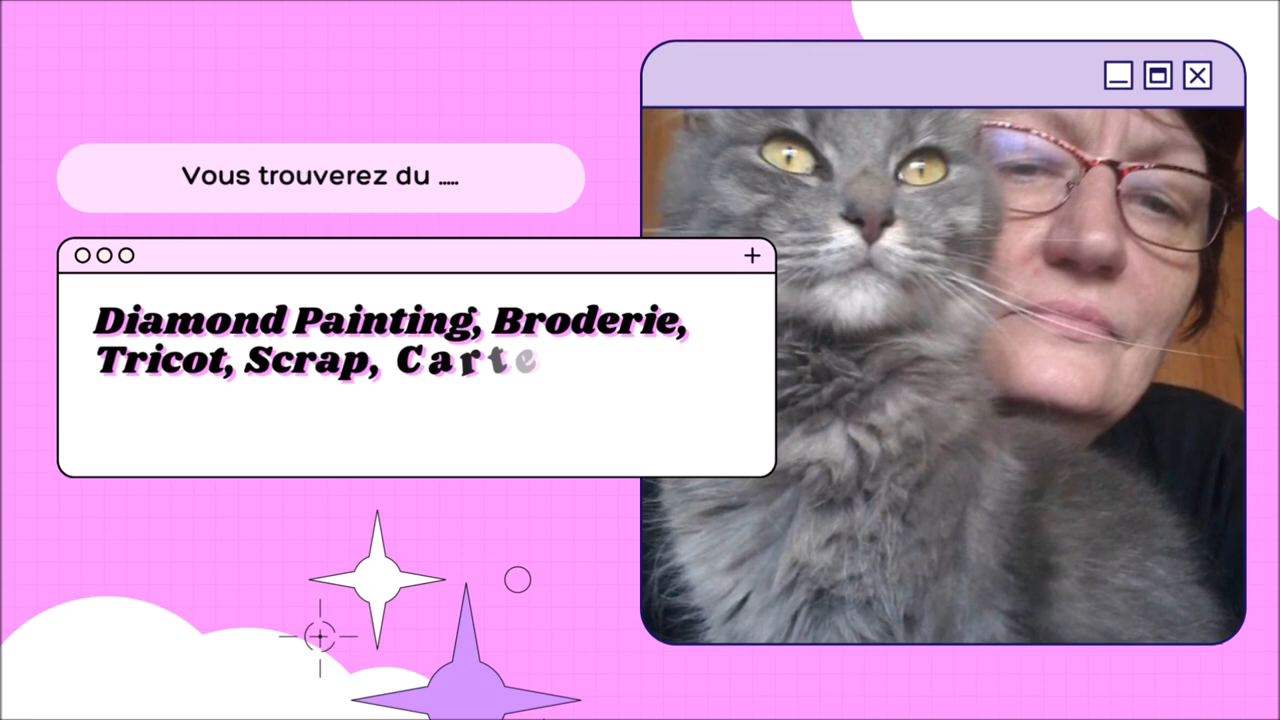 Vous trouverez du .....
Diamond Painting, Broderie,
Tricot, Scrap, Carte